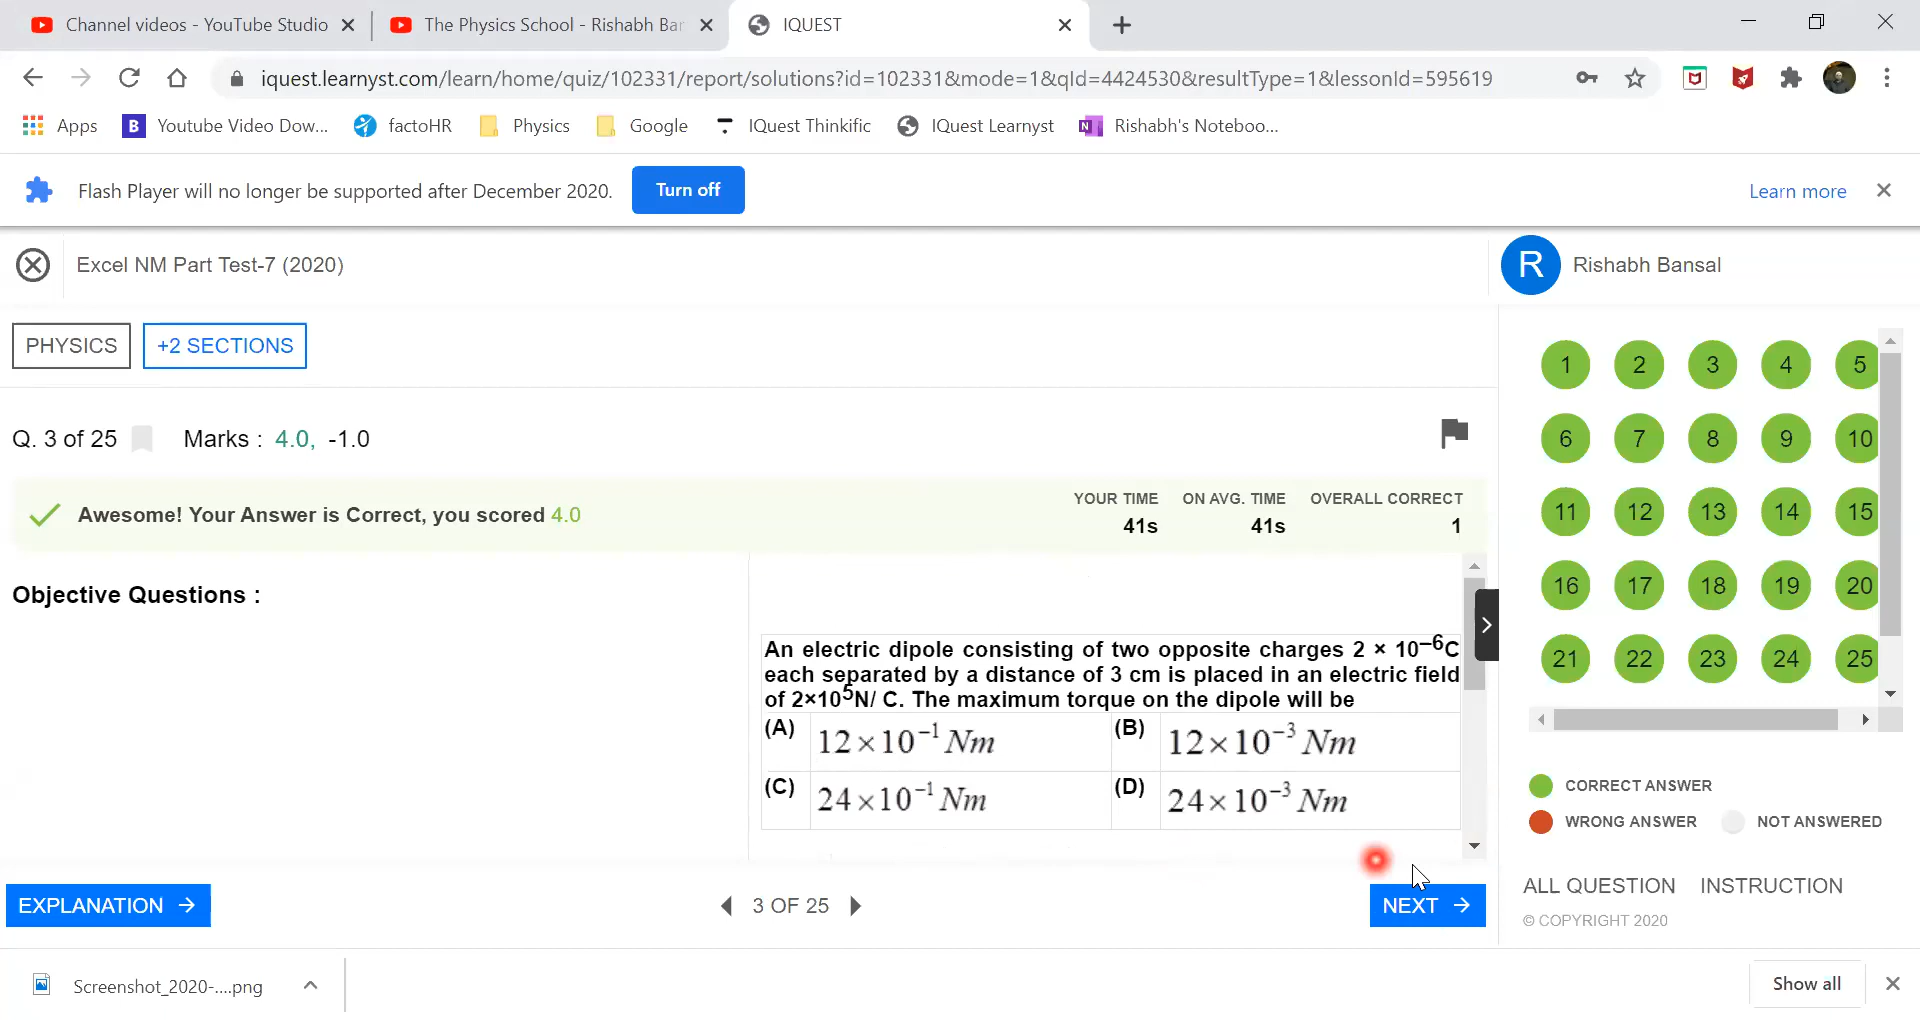 Channel videos - YouTube Studio
The Physics School - Rishabh Bar
IQUEST
iquest.learnyst.com/learn/home/quiz/102331/report/solutions?id=102331&mode=1&qId=4424530&resultType=1&lessonId=595619
Apps
B Youtube Video Dow...
factoHR
Physics
Google
IQuest Thinkific
IQuest Learnyst
N Rishabh's Noteboo...
Flash Player will no longer be supported after December 2020.
Turn off
Learn more
Excel NM Part Test-7 (2020)
R Rishabh Bansal
PHYSICS
+2 SECTIONS
Q. 3 of 25
Marks : 4.0, -1.0
Awesome! Your Answer is Correct, you scored 4.0
YOUR TIME ON AVG. TIME OVERALL CORRECT
41s 41s 1
Objective Questions :
An electric dipole consisting of two opposite charges 2 × 10⁻⁶C
each separated by a distance of 3 cm is placed in an electric field
of 2×10⁵N/ C. The maximum torque on the dipole will be
(A) 12×10⁻¹ Nm (B) 12×10⁻³ Nm
(C) 24×10⁻¹ Nm (D) 24×10⁻³ Nm
EXPLANATION
3 OF 25
NEXT
1 2 3 4 5
6 7 8 9 10
11 12 13 14 15
16 17 18 19 20
21 22 23 24 25
CORRECT ANSWER
WRONG ANSWER NOT ANSWERED
ALL QUESTION INSTRUCTION
© COPYRIGHT 2020
Screenshot_2020-....png
Show all